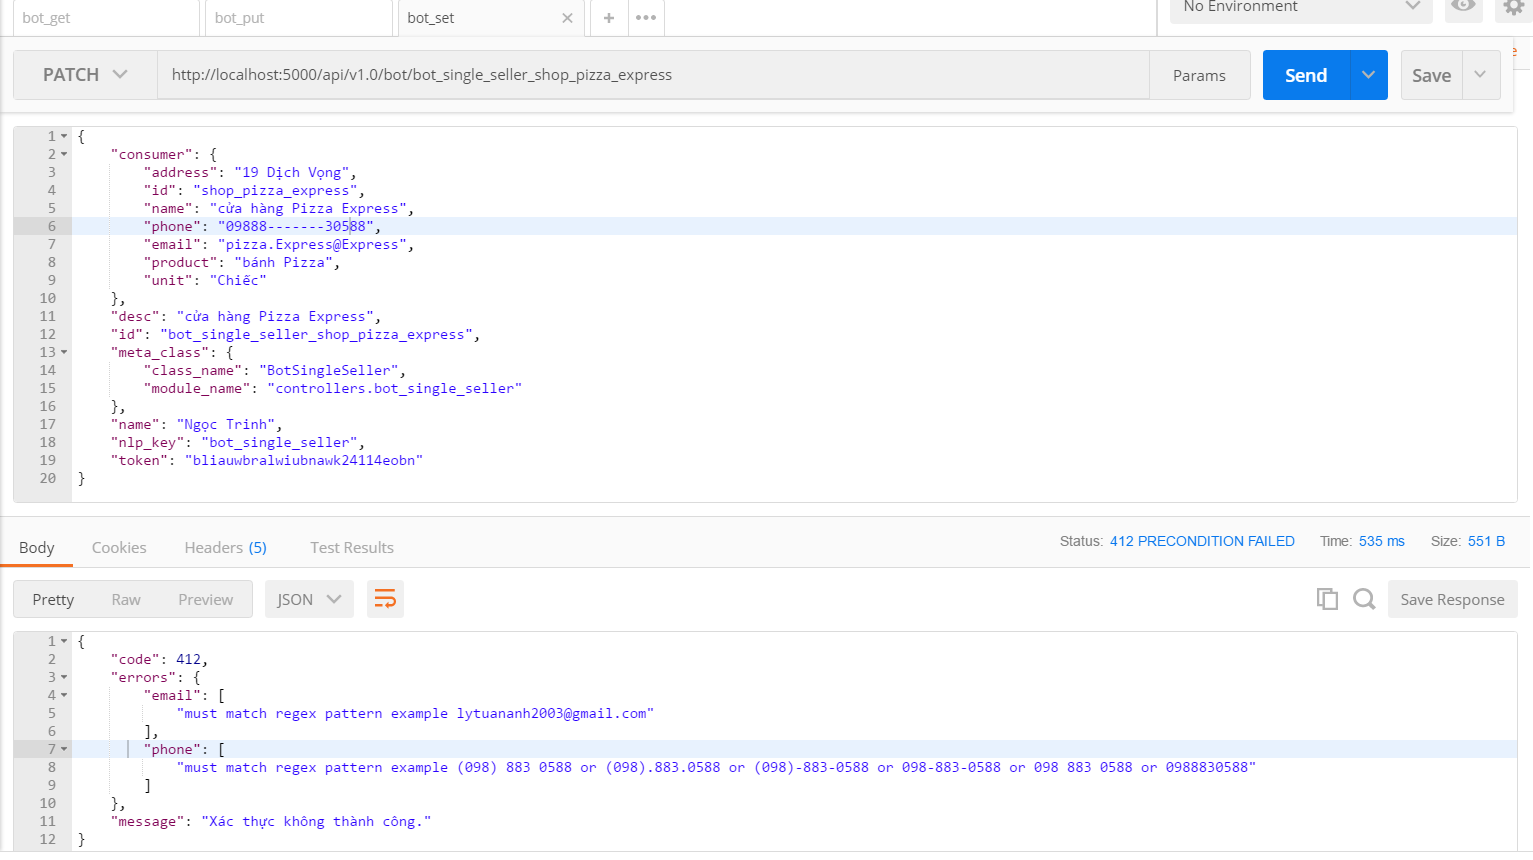 bot_get bot_put bot_set No Environment
PATCH http://localhost:5000/api/v1.0/bot/bot_single_seller_shop_pizza_express Params Send Save
1 {
2 "consumer": {
3 "address": "19 Dịch Vọng",
4 "id": "shop_pizza_express",
5 "name": "cửa hàng Pizza Express",
6 "phone": "09888-------30588",
7 "email": "pizza.Express@Express",
8 "product": "bánh Pizza",
9 "unit": "Chiếc"
10 },
11 "desc": "cửa hàng Pizza Express",
12 "id": "bot_single_seller_shop_pizza_express",
13 "meta_class": {
14 "class_name": "BotSingleSeller",
15 "module_name": "controllers.bot_single_seller"
16 },
17 "name": "Ngọc Trinh",
18 "nlp_key": "bot_single_seller",
19 "token": "bliauwbralwiubnawk24114eobn"
20 }
Body Cookies Headers (5) Test Results Status: 412 PRECONDITION FAILED Time: 535 ms Size: 551 B
Pretty Raw Preview JSON Save Response
1 {
2 "code": 412,
3 "errors": {
4 "email": [
5 "must match regex pattern example lytuananh2003@gmail.com"
6 ],
7 "phone": [
8 "must match regex pattern example (098) 883 0588 or (098).883.0588 or (098)-883-0588 or 098-883-0588 or 098 883 0588 or 0988830588"
9 ]
10 },
11 "message": "Xác thực không thành công."
12 }